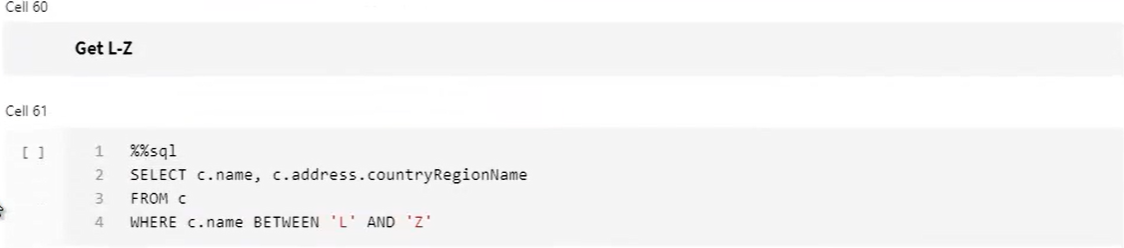 Cell 60
Get L-Z
Cell 61
[ ]
1 %%sql
2 SELECT c.name, c.address.countryRegionName
3 FROM c
4 WHERE c.name BETWEEN 'L' AND 'Z'